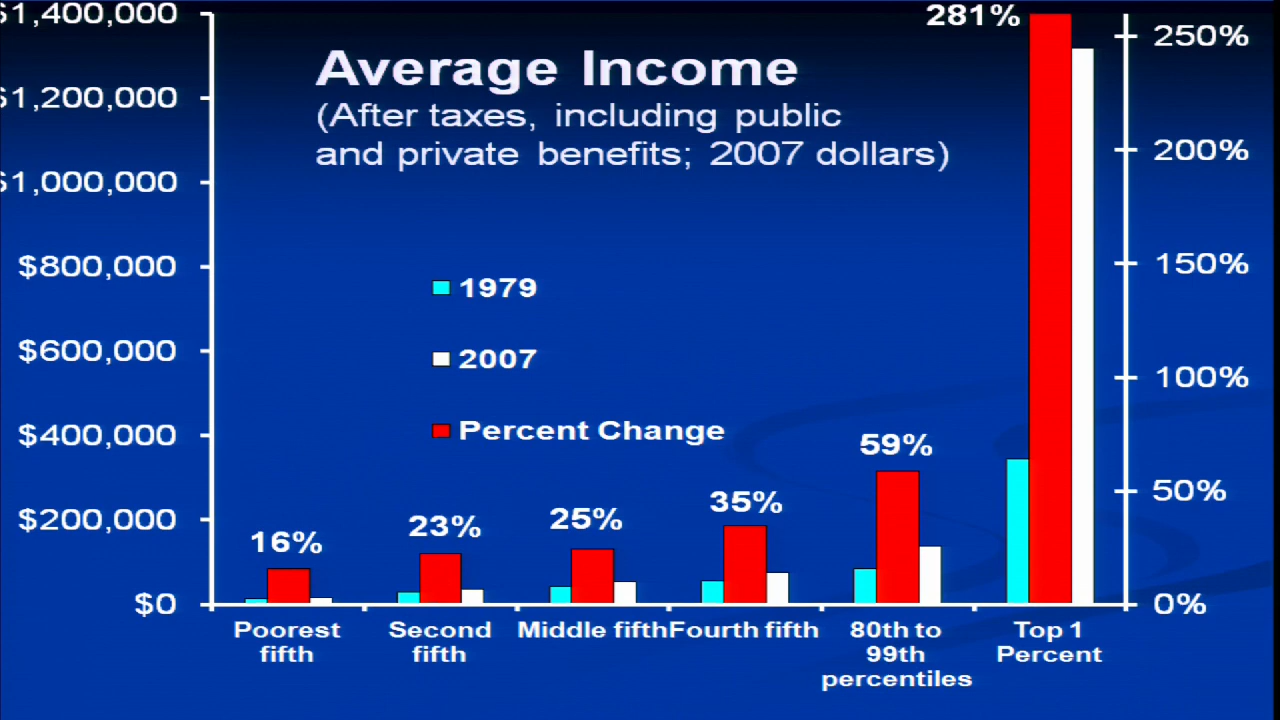 $1,400,000
$1,200,000
$1,000,000
$800,000
$600,000
$400,000
$200,000
$0
Average Income
(After taxes, including public
and private benefits; 2007 dollars)
1979
2007
Percent Change
16%
23%
25%
35%
59%
281%
250%
200%
150%
100%
50%
0%
Poorest
fifth
Second
fifth
Middle fifth
Fourth fifth
80th to
99th
percentiles
Top 1
Percent